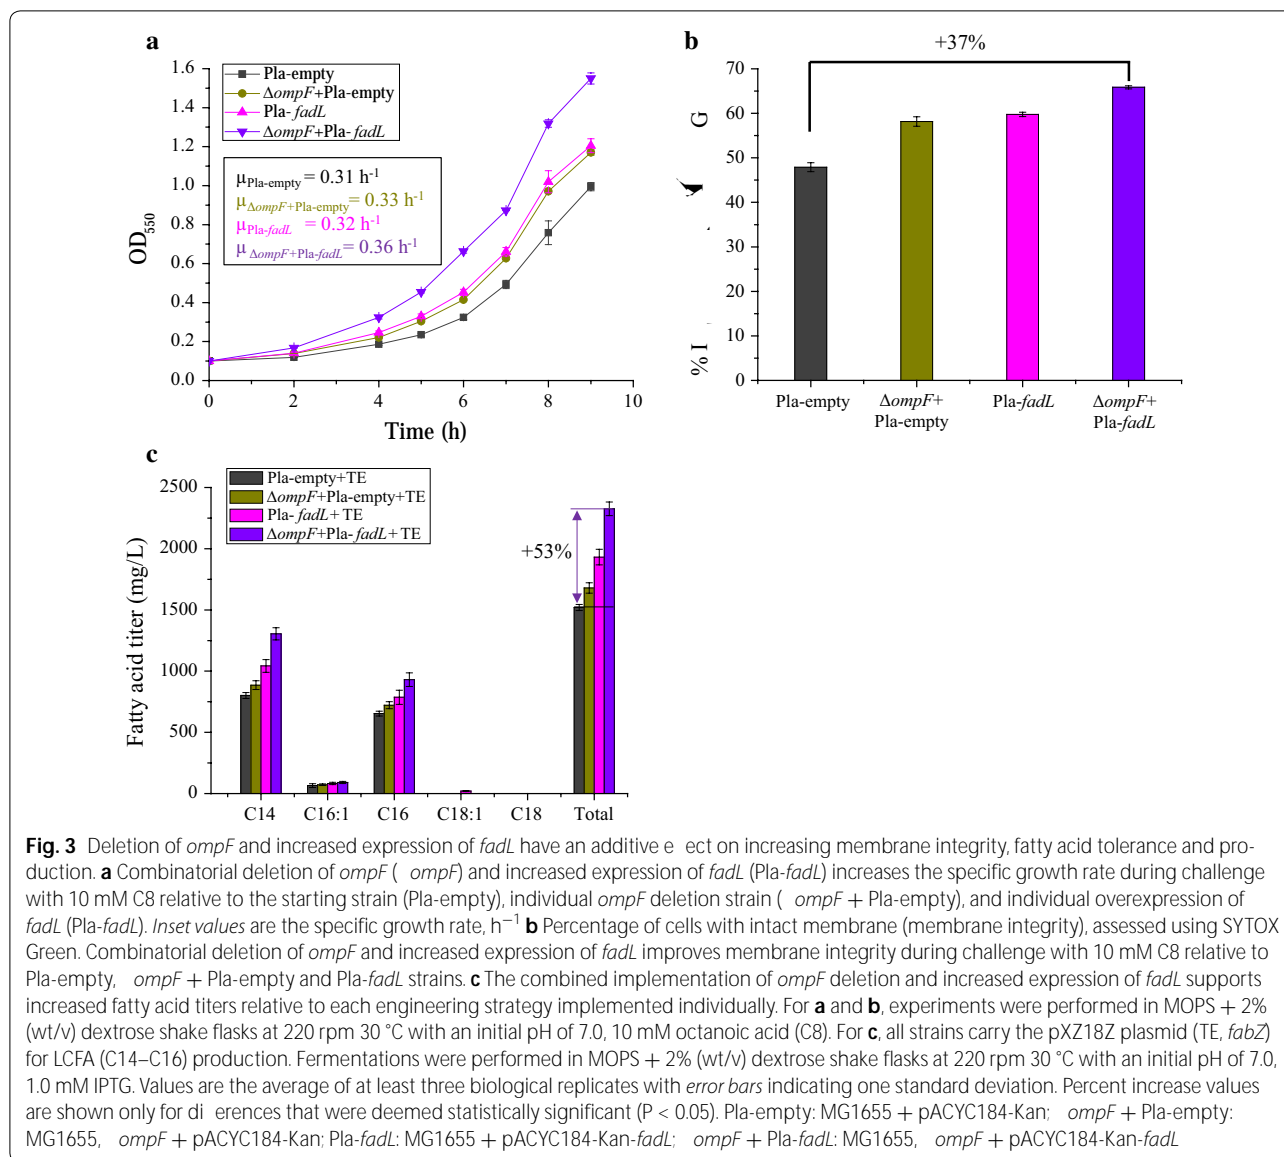 a
1.6
1.4
1.2
1.0
0.8
0.6
0.4
0.2
0.0
OD550
Pla-empty
ΔompF+Pla-empty
Pla-fadL
ΔompF+Pla-fadL
μPla-empty = 0.31 h-1
μΔompF+Pla-empty = 0.33 h-1
μPla-fadL = 0.32 h-1
μΔompF+Pla-fadL = 0.36 h-1
0 2 4 6 8 10
Time (h)
b
+37%
70
60
50
40
30
20
10
0
% I
G
Pla-empty
ΔompF+
Pla-empty
Pla-fadL
ΔompF+
Pla-fadL
c
Pla-empty+TE
ΔompF+Pla-empty+TE
Pla-fadL+TE
ΔompF+Pla-fadL+TE
2500
2000
1500
1000
500
0
Fatty acid titer (mg/L)
+53%
C14 C16:1 C16 C18:1 C18 Total
Fig. 3 Deletion of ompF and increased expression of fadL have an additive e ect on increasing membrane integrity, fatty acid tolerance and pro-
duction. a Combinatorial deletion of ompF ( ompF) and increased expression of fadL (Pla-fadL) increases the specific growth rate during challenge
with 10 mM C8 relative to the starting strain (Pla-empty), individual ompF deletion strain ( ompF + Pla-empty), and individual overexpression of
fadL (Pla-fadL). Inset values are the specific growth rate, h−1 b Percentage of cells with intact membrane (membrane integrity), assessed using SYTOX
Green. Combinatorial deletion of ompF and increased expression of fadL improves membrane integrity during challenge with 10 mM C8 relative to
Pla-empty, ompF + Pla-empty and Pla-fadL strains. c The combined implementation of ompF deletion and increased expression of fadL supports
increased fatty acid titers relative to each engineering strategy implemented individually. For a and b, experiments were performed in MOPS + 2%
(wt/v) dextrose shake flasks at 220 rpm 30 °C with an initial pH of 7.0, 10 mM octanoic acid (C8). For c, all strains carry the pXZ18Z plasmid (TE, fabZ)
for LCFA (C14–C16) production. Fermentations were performed in MOPS + 2% (wt/v) dextrose shake flasks at 220 rpm 30 °C with an initial pH of 7.0,
1.0 mM IPTG. Values are the average of at least three biological replicates with error bars indicating one standard deviation. Percent increase values
are shown only for di erences that were deemed statistically significant (P < 0.05). Pla-empty: MG1655 + pACYC184-Kan; ompF + Pla-empty:
MG1655, ompF + pACYC184-Kan; Pla-fadL: MG1655 + pACYC184-Kan-fadL; ompF + Pla-fadL: MG1655, ompF + pACYC184-Kan-fadL